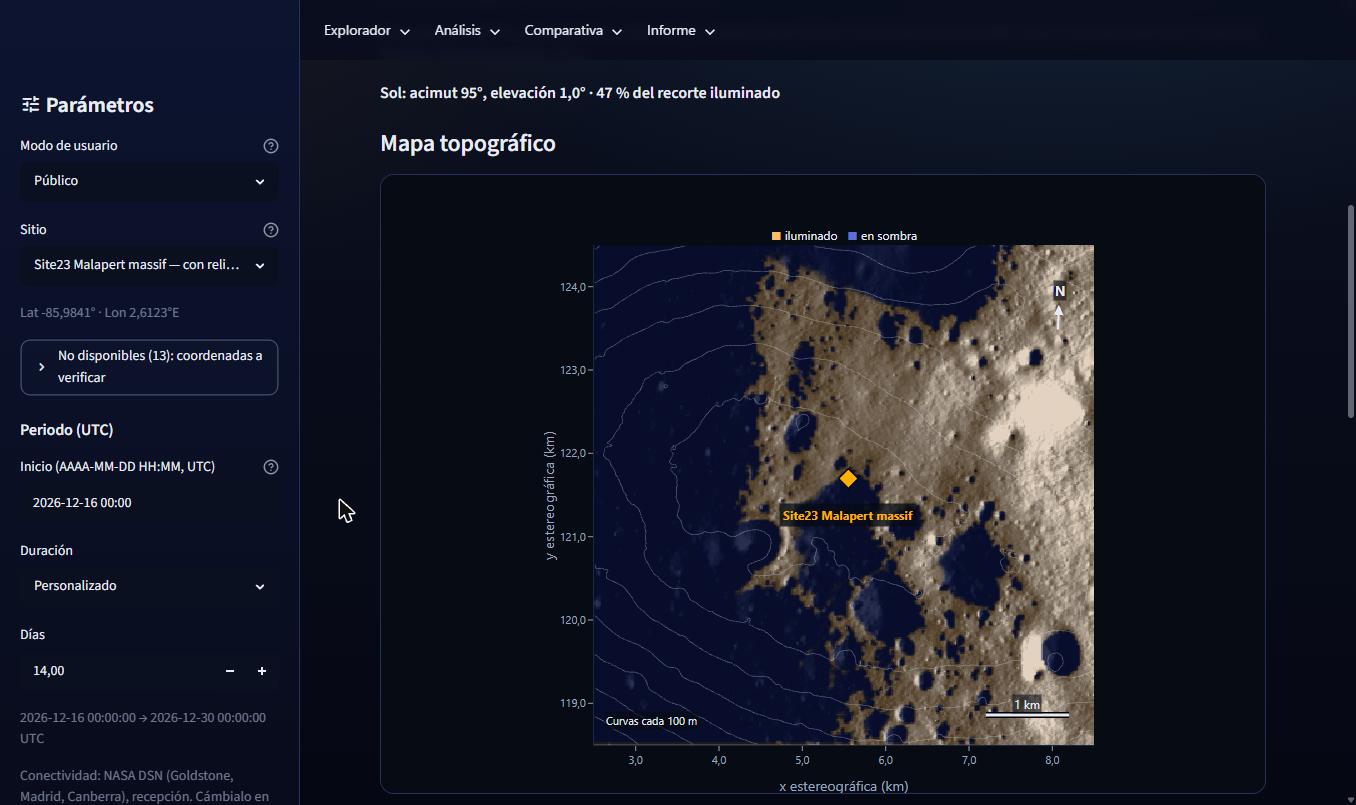 Explorador
Análisis
Comparativa
Informe
Parámetros
Modo de usuario
Público
Sitio
Site23 Malapert massif — con reli...
Lat -85,9841° · Lon 2,6123°E
No disponibles (13): coordenadas a
verificar
Periodo (UTC)
Inicio (AAAA-MM-DD HH:MM, UTC)
2026-12-16 00:00
Duración
Personalizado
Días
14,00
2026-12-16 00:00:00 → 2026-12-30 00:00:00
UTC
Conectividad: NASA DSN (Goldstone,
Madrid, Canberra), recepción. Cámbialo en
Sol: acimut 95°, elevación 1,0° · 47 % del recorte iluminado
Mapa topográfico
iluminado
en sombra
N
124,0
123,0
122,0
121,0
120,0
119,0
y estereográfica (km)
Site23 Malapert massif
1 km
Curvas cada 100 m
3,0
4,0
5,0
6,0
7,0
8,0
x estereográfica (km)